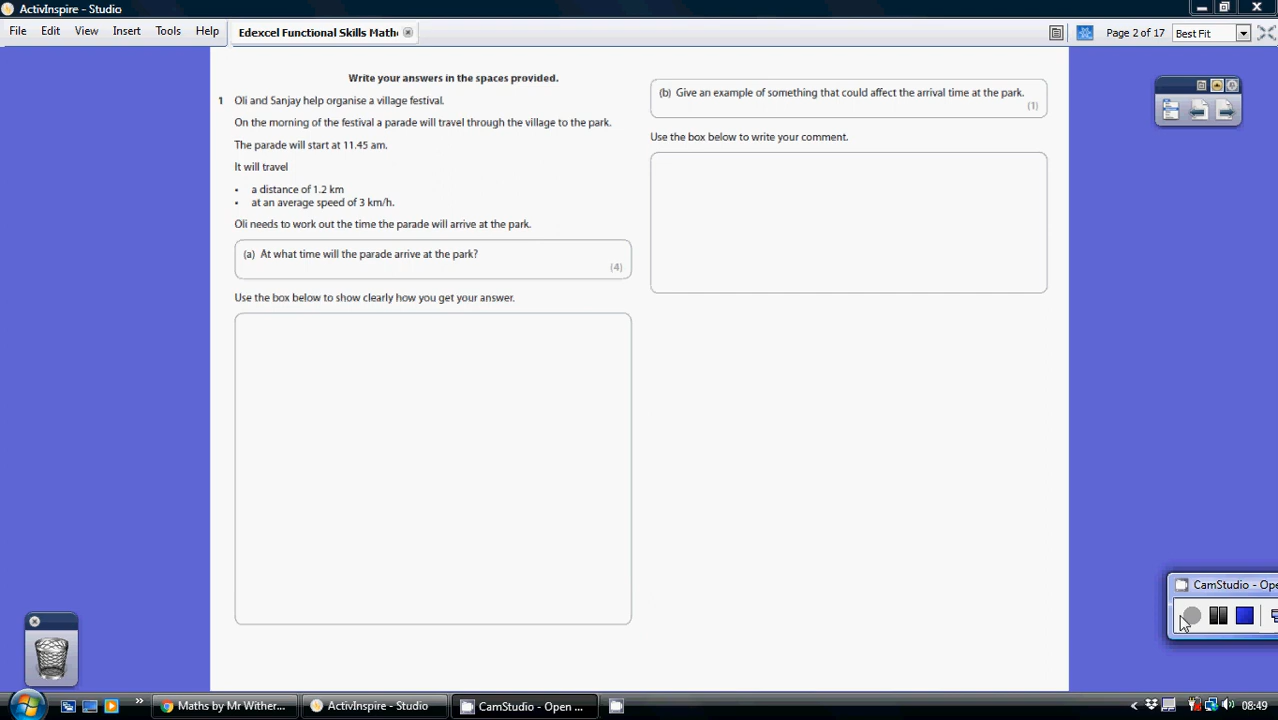 ActivInspire - Studio
File Edit View Insert Tools Help
Edexcel Functional Skills Mathe
Page 2 of 17
Best Fit
Write your answers in the spaces provided.
1 Oli and Sanjay help organise a village festival.
On the morning of the festival a parade will travel through the village to the park.
The parade will start at 11.45 am.
It will travel
• a distance of 1.2 km
• at an average speed of 3 km/h.
Oli needs to work out the time the parade will arrive at the park.
(a) At what time will the parade arrive at the park?
(4)
Use the box below to show clearly how you get your answer.
(b) Give an example of something that could affect the arrival time at the park.
(1)
Use the box below to write your comment.
CamStudio - Ope
Maths by Mr Wither...
ActivInspire - Studio
CamStudio - Open ...
08:49